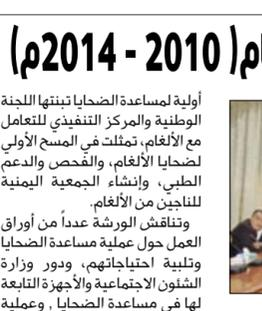 ام( 2010 - 2014م)
أولية لمساعدة الضحايا تبنتها اللجنة
الوطنية والمركز التنفيذي للتعامل
مع الألغام، تمثلت في المسح الأولي
لضحايا الألغام، والفحص والدعم
الطبي، وإنشاء الجمعية اليمنية
للناجين من الألغام.
وتناقش الورشة عدداً من أوراق
العمل حول عملية مساعدة الضحايا
وتلبية احتياجاتهم، ودور وزارة
الشئون الاجتماعية والأجهزة التابعة
لها في مساعدة الضحايا , وعملية